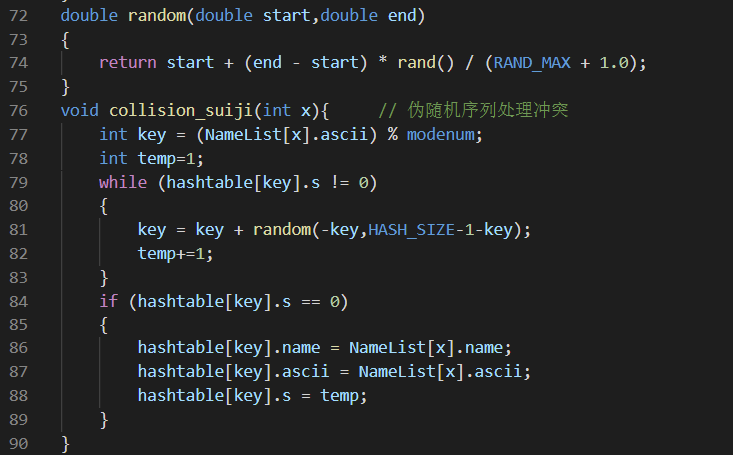 72 double random(double start,double end)
73 {
74     return start + (end - start) * rand() / (RAND_MAX + 1.0);
75 }
76 void collision_suiji(int x){     // 伪随机序列处理冲突
77     int key = (NameList[x].ascii) % modenum;
78     int temp=1;
79     while (hashtable[key].s != 0)
80     {
81         key = key + random(-key,HASH_SIZE-1-key);
82         temp+=1;
83     }
84     if (hashtable[key].s == 0)
85     {
86         hashtable[key].name = NameList[x].name;
87         hashtable[key].ascii = NameList[x].ascii;
88         hashtable[key].s = temp;
89     }
90 }